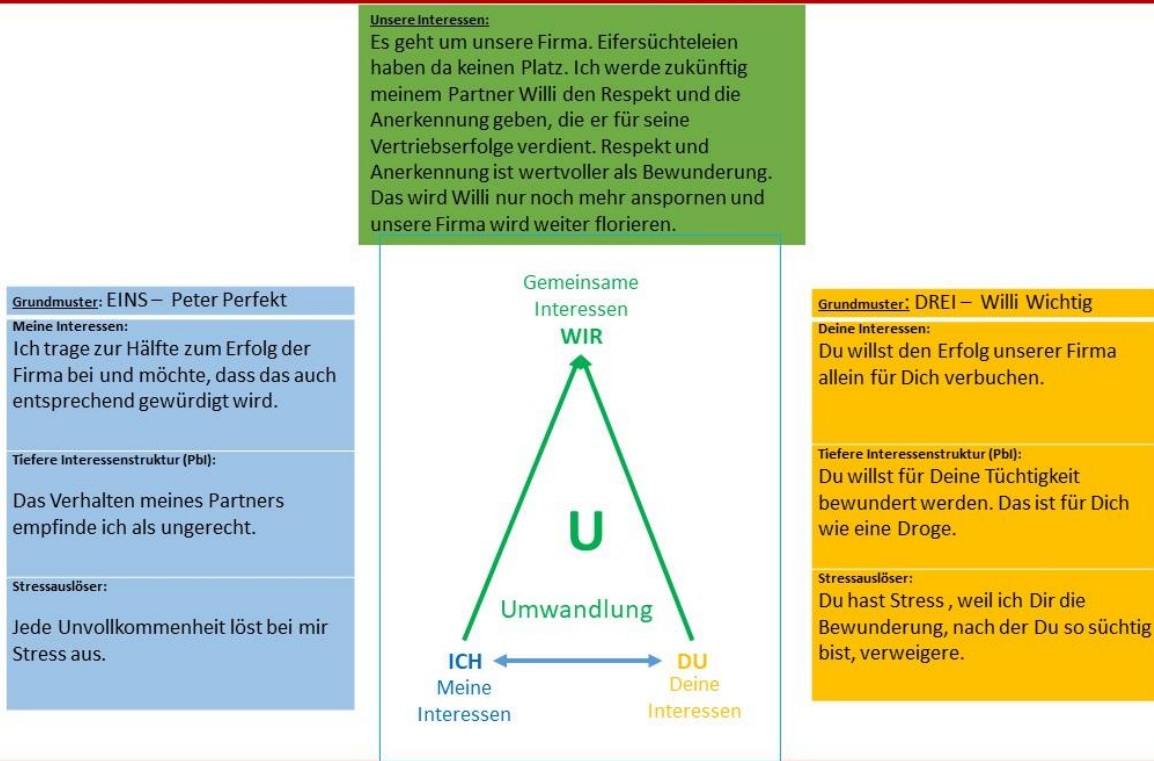 Unsere Interessen:
Es geht um unsere Firma. Eifersüchteleien
haben da keinen Platz. Ich werde zukünftig
meinem Partner Willi den Respekt und die
Anerkennung geben, die er für seine
Vertriebserfolge verdient. Respekt und
Anerkennung ist wertvoller als Bewunderung.
Das wird Willi nur noch mehr anspornen und
unsere Firma wird weiter florieren.
Grundmuster: EINS – Peter Perfekt
Meine Interessen:
Ich trage zur Hälfte zum Erfolg der
Firma bei und möchte, dass das auch
entsprechend gewürdigt wird.
Tiefere Interessenstruktur (PbI):
Das Verhalten meines Partners
empfinde ich als ungerecht.
Stressauslöser:
Jede Unvollkommenheit löst bei mir
Stress aus.
Gemeinsame
Interessen
WIR
U
Umwandlung
ICH
Meine
Interessen
DU
Deine
Interessen
Grundmuster: DREI – Willi Wichtig
Deine Interessen:
Du willst den Erfolg unserer Firma
allein für Dich verbuchen.
Tiefere Interessenstruktur (PbI):
Du willst für Deine Tüchtigkeit
bewundert werden. Das ist für Dich
wie eine Droge.
Stressauslöser:
Du hast Stress , weil ich Dir die
Bewunderung, nach der Du so süchtig
bist, verweigere.